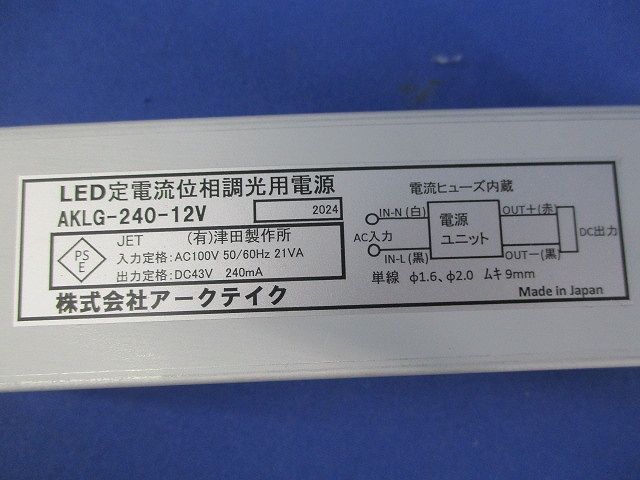 LED定電流位相調光用電源
AKLG-240-12V
2024
PS
E
JET (有)津田製作所
入力定格:AC100V 50/60Hz 21VA
出力定格:DC43V 240mA
株式会社アークテイク
電流ヒューズ内蔵
IN-N (白)
AC入力
IN-L (黒)
電源
ユニット
OUT+(赤)
OUT−(黒)
DC出力
単線 φ1.6、φ2.0 ムキ9mm
Made in Japan